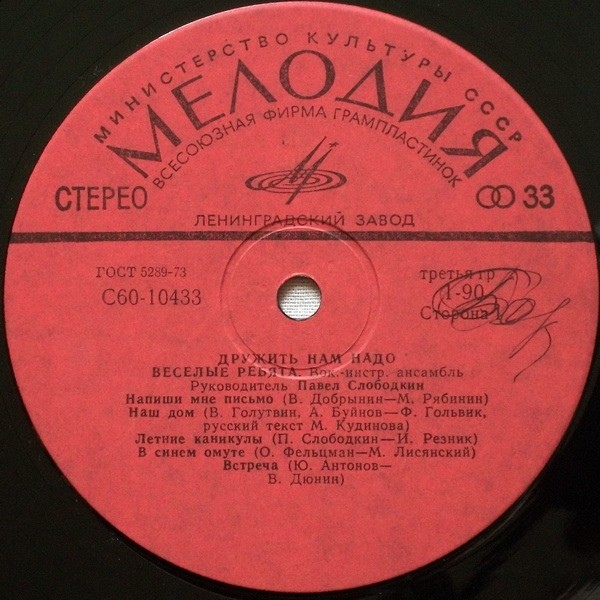 МИНИСТЕРСТВО КУЛЬТУРЫ СССР
МЕЛОДИЯ
ВСЕСОЮЗНАЯ ФИРМА ГРАМПЛАСТИНОК
СТЕРЕО
33
ЛЕНИНГРАДСКИЙ ЗАВОД
ГОСТ 5289-73
С60-10433
третья гр
1-90
Сторона
ДРУЖИТЬ НАМ НАДО
ВЕСЕЛЫЕ РЕБЯТА. Вок.-инстр. ансамбль
Руководитель Павел Слободкин
Напиши мне письмо (В. Добрынин—М. Рябинин)
Наш дом (В. Голутвин, А. Буйнов—Ф. Гольвик,
русский текст М. Кудинова)
Летние каникулы (П. Слободкин—И. Резник)
В синем омуте (О. Фельцман—М. Лисянский)
Встреча (Ю. Антонов—
В. Дюнин)